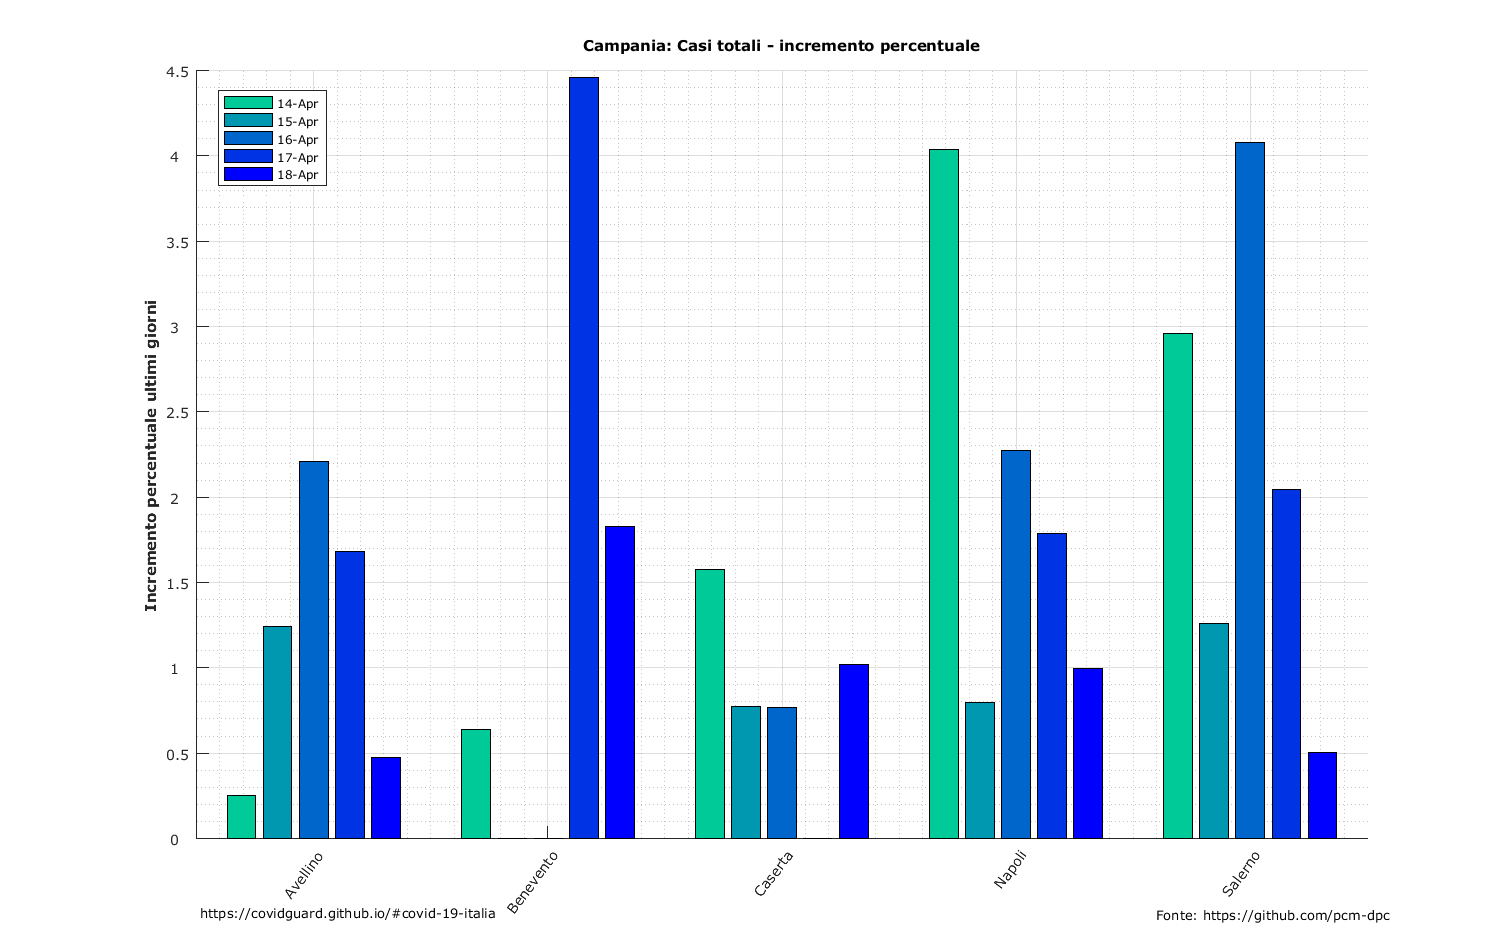 Campania: Casi totali - incremento percentuale
Incremento percentuale ultimi giorni
4.5
4
3.5
3
2.5
2
1.5
1
0.5
0
14-Apr
15-Apr
16-Apr
17-Apr
18-Apr
Avellino
Benevento
Caserta
Napoli
Salerno
https://covidguard.github.io/#covid-19-italia
Fonte: https://github.com/pcm-dpc